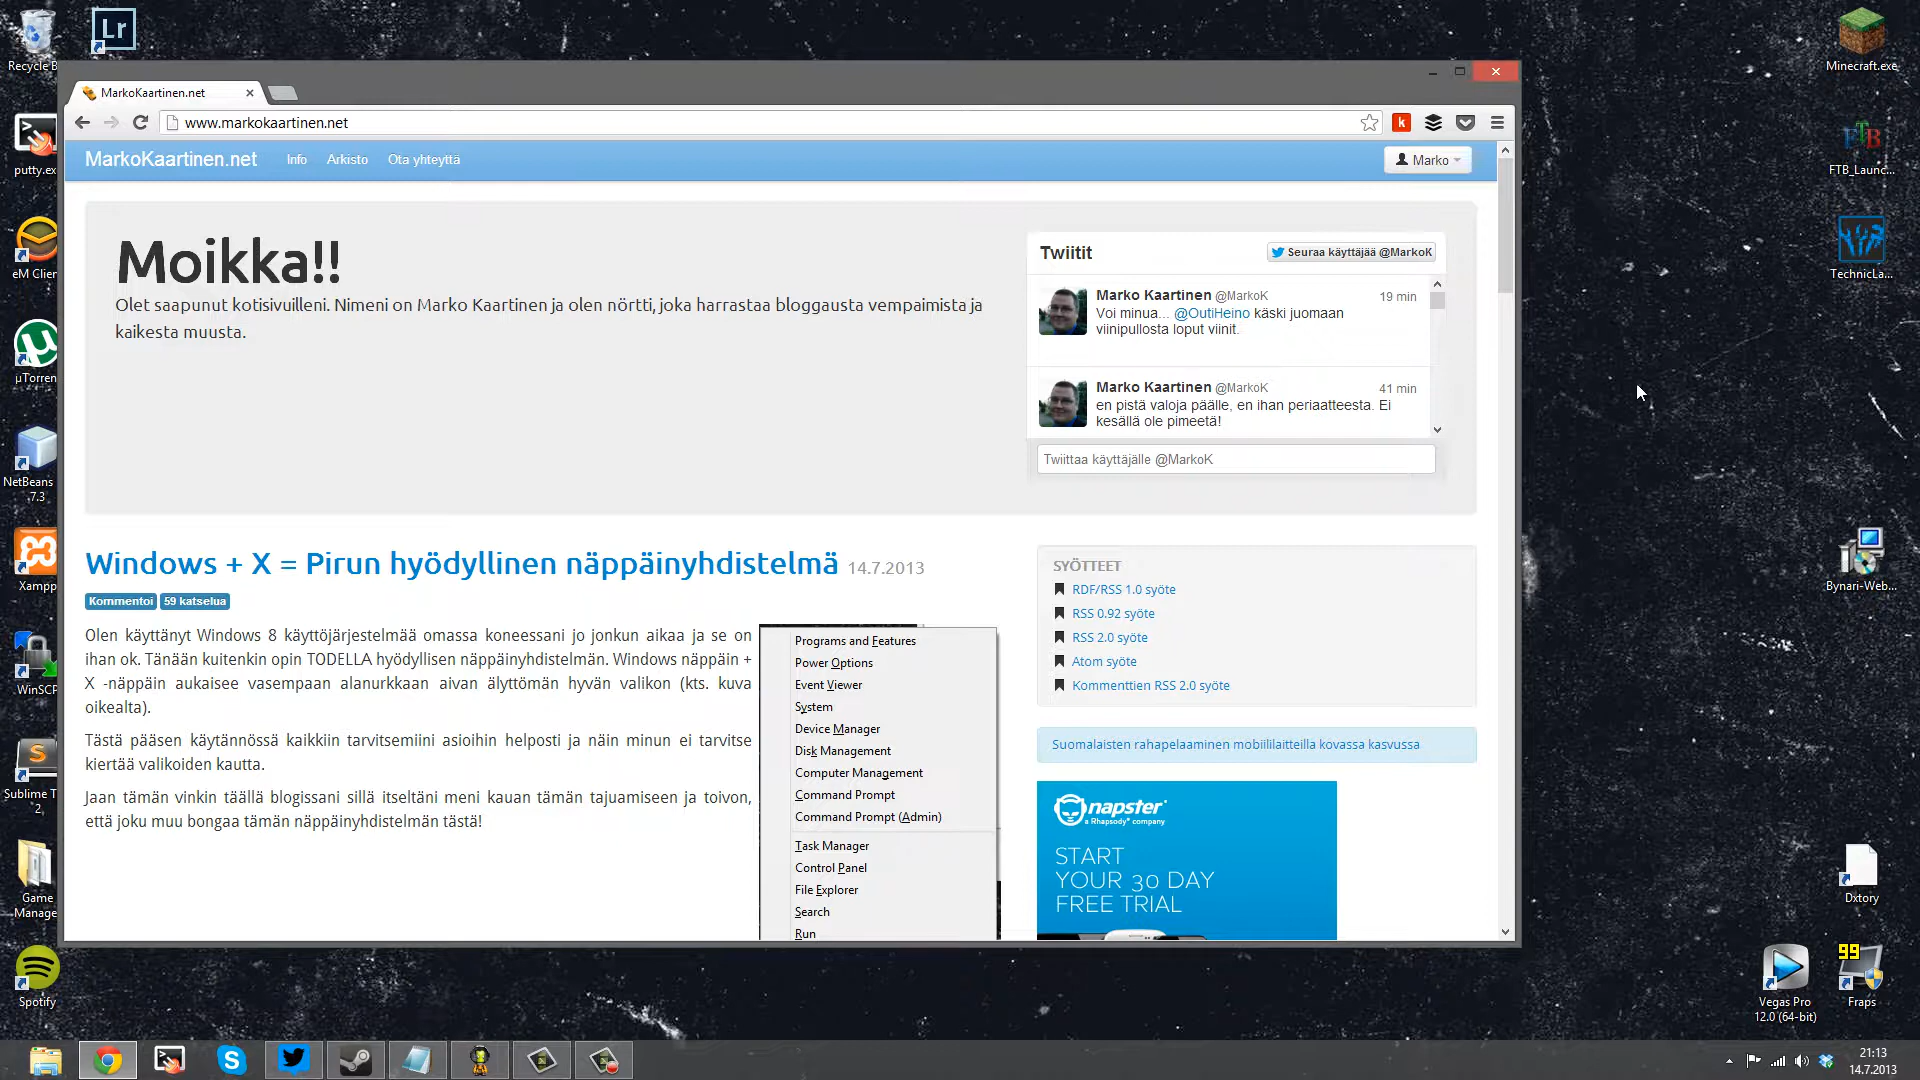 Lr
Recycle B
MarkoKaartinen.net
www.markokaartinen.net
k
MarkoKaartinen.net
Info
Arkisto
Ota yhteyttä
Marko
Moikka!!
Olet saapunut kotisivuilleni. Nimeni on Marko Kaartinen ja olen nörtti, joka harrastaa bloggausta vempaimista ja
kaikesta muusta.
Twiitit
Seuraa käyttäjää @MarkoK
Marko Kaartinen @MarkoK 19 min
Voi minua... @OutiHeino käski juomaan
viinipullosta loput viinit.
Marko Kaartinen @MarkoK 41 min
en pistä valoja päälle, en ihan periaatteesta. Ei
kesällä ole pimeetä!
Twiittaa käyttäjälle @MarkoK
Windows + X = Pirun hyödyllinen näppäinyhdistelmä 14.7.2013
Kommentoi 59 katselua
Olen käyttänyt Windows 8 käyttöjärjestelmää omassa koneessani jo jonkun aikaa ja se on
ihan ok. Tänään kuitenkin opin TODELLA hyödyllisen näppäinyhdistelmän. Windows näppäin +
X -näppäin aukaisee vasempaan alanurkkaan aivan älyttömän hyvän valikon (kts. kuva
oikealta).
Tästä pääsen käytännössä kaikkiin tarvitsemiini asioihin helposti ja näin minun ei tarvitse
kiertää valikoiden kautta.
Jaan tämän vinkin täällä blogissani sillä itseltäni meni kauan tämän tajuamiseen ja toivon,
että joku muu bongaa tämän näppäinyhdistelmän tästä!
Programs and Features
Power Options
Event Viewer
System
Device Manager
Disk Management
Computer Management
Command Prompt
Command Prompt (Admin)
Task Manager
Control Panel
File Explorer
Search
Run
SYÖTTEET
RDF/RSS 1.0 syöte
RSS 0.92 syöte
RSS 2.0 syöte
Atom syöte
Kommenttien RSS 2.0 syöte
Suomalaisten rahapelaaminen mobiililaitteilla kovassa kasvussa
napster
a Rhapsody company
START
YOUR 30 DAY
FREE TRIAL
putty.ex
eM Clien
µTorren
NetBeans
7.3
Xampp
WinSCP
Sublime T
2
Game
Manage
Spotify
Minecraft.exe
FTB
FTB_Launc...
TechnicLa...
Bynari-Web...
Dxtory
Vegas Pro
12.0 (64-bit)
99
Fraps
21:13
14.7.2013